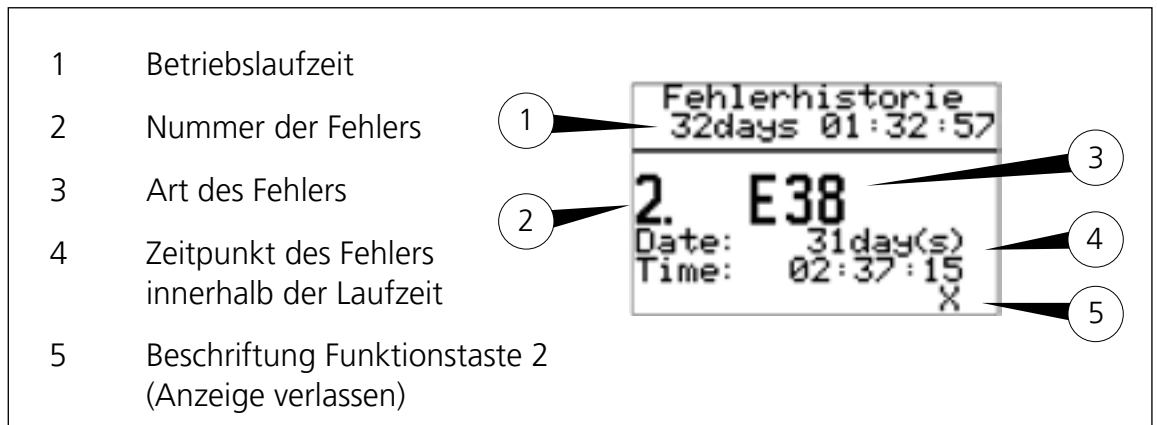 1 Betriebslaufzeit
2 Nummer der Fehlers
3 Art des Fehlers
4 Zeitpunkt des Fehlers
innerhalb der Laufzeit
5 Beschriftung Funktionstaste 2
(Anzeige verlassen)
Fehlerhistorie
32days 01:32:57
2. E38
Date: 31day(s)
Time: 02:37:15
X
1
2
3
4
5